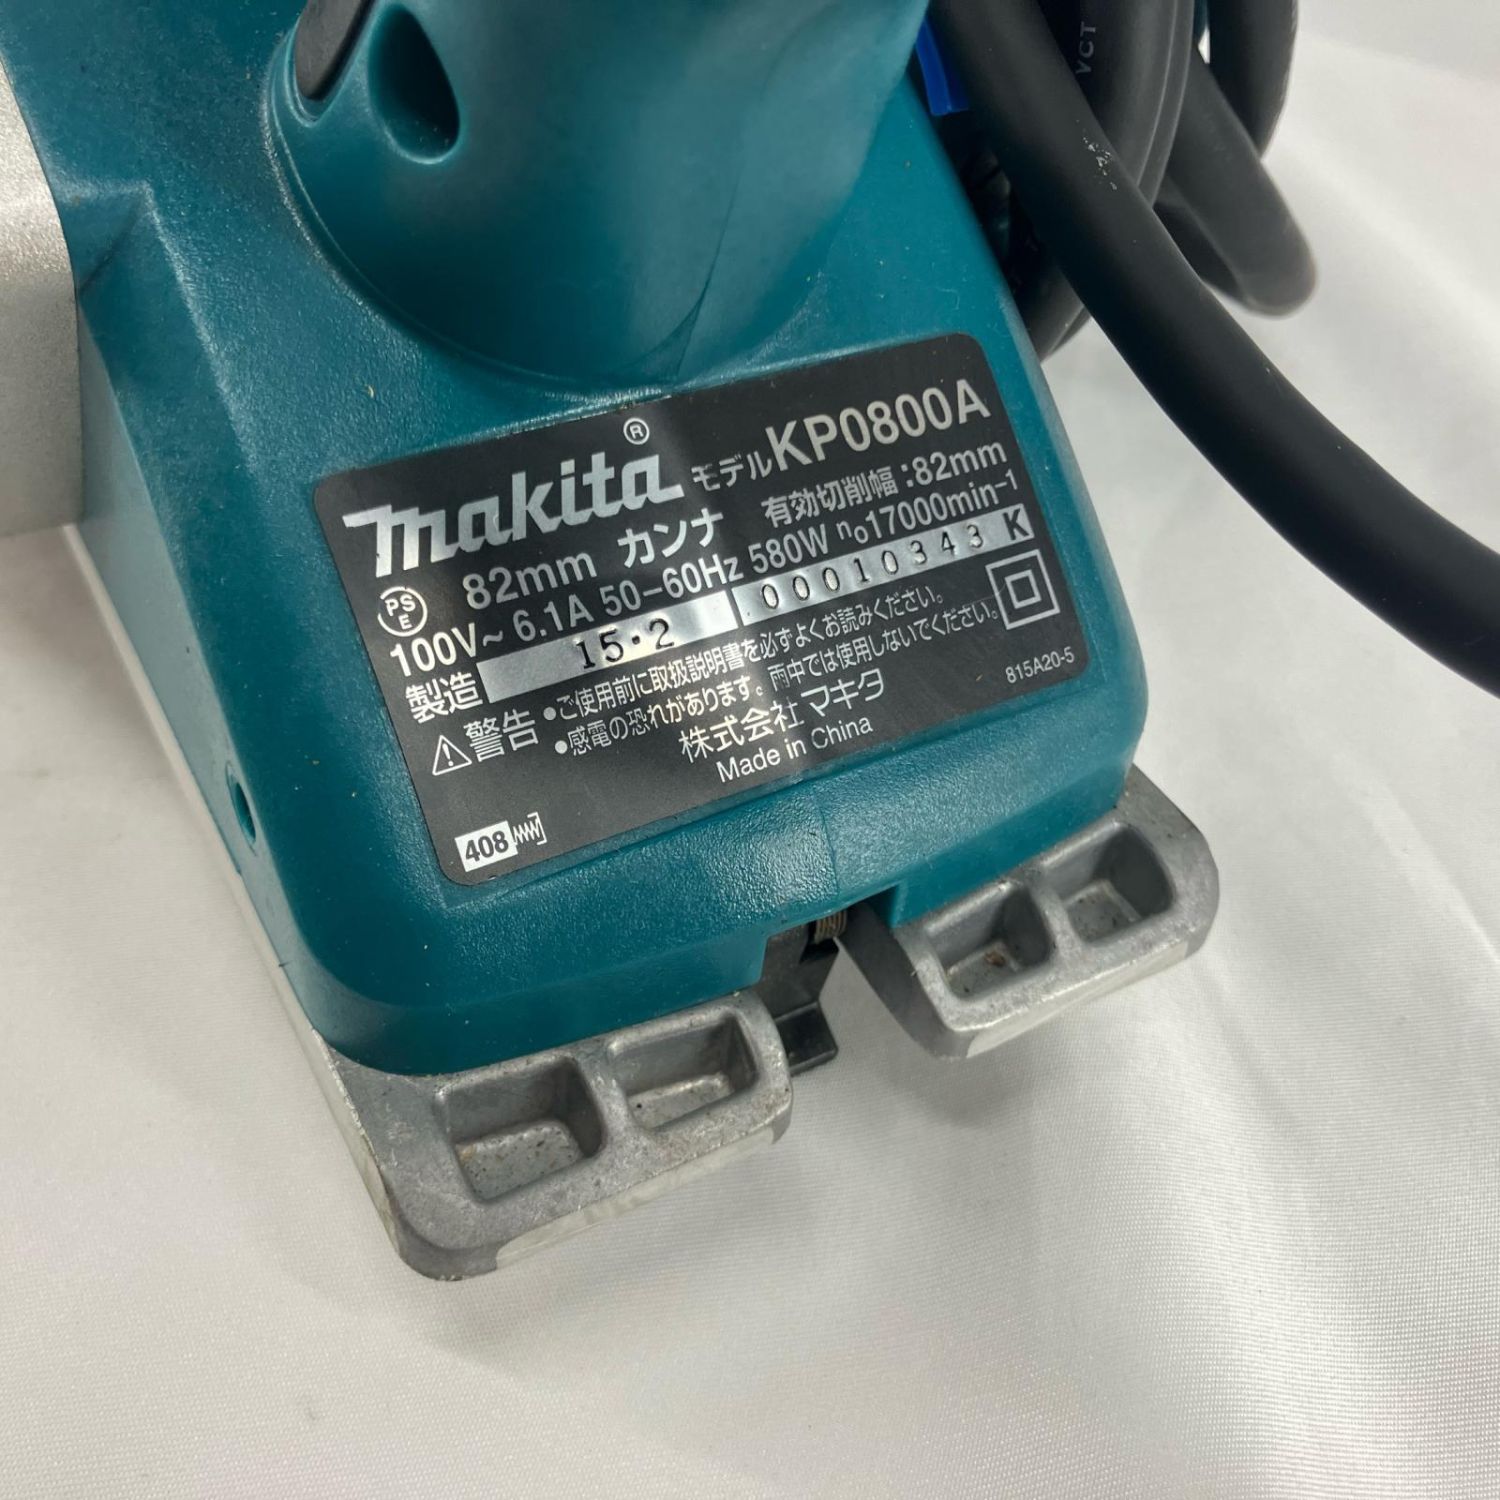 makita® モデルKP0800A
82mm カンナ 有効切削幅:82mm
PSE 100V~ 6.1A 50-60Hz 580W n₀17000min⁻¹
製造 15・2 00010343 K
警告 •ご使用前に取扱説明書を必ずよくお読みください。
•感電の恐れがあります。雨中では使用しないでください。
株式会社マキタ 815A20-5
Made in China
408
VCT